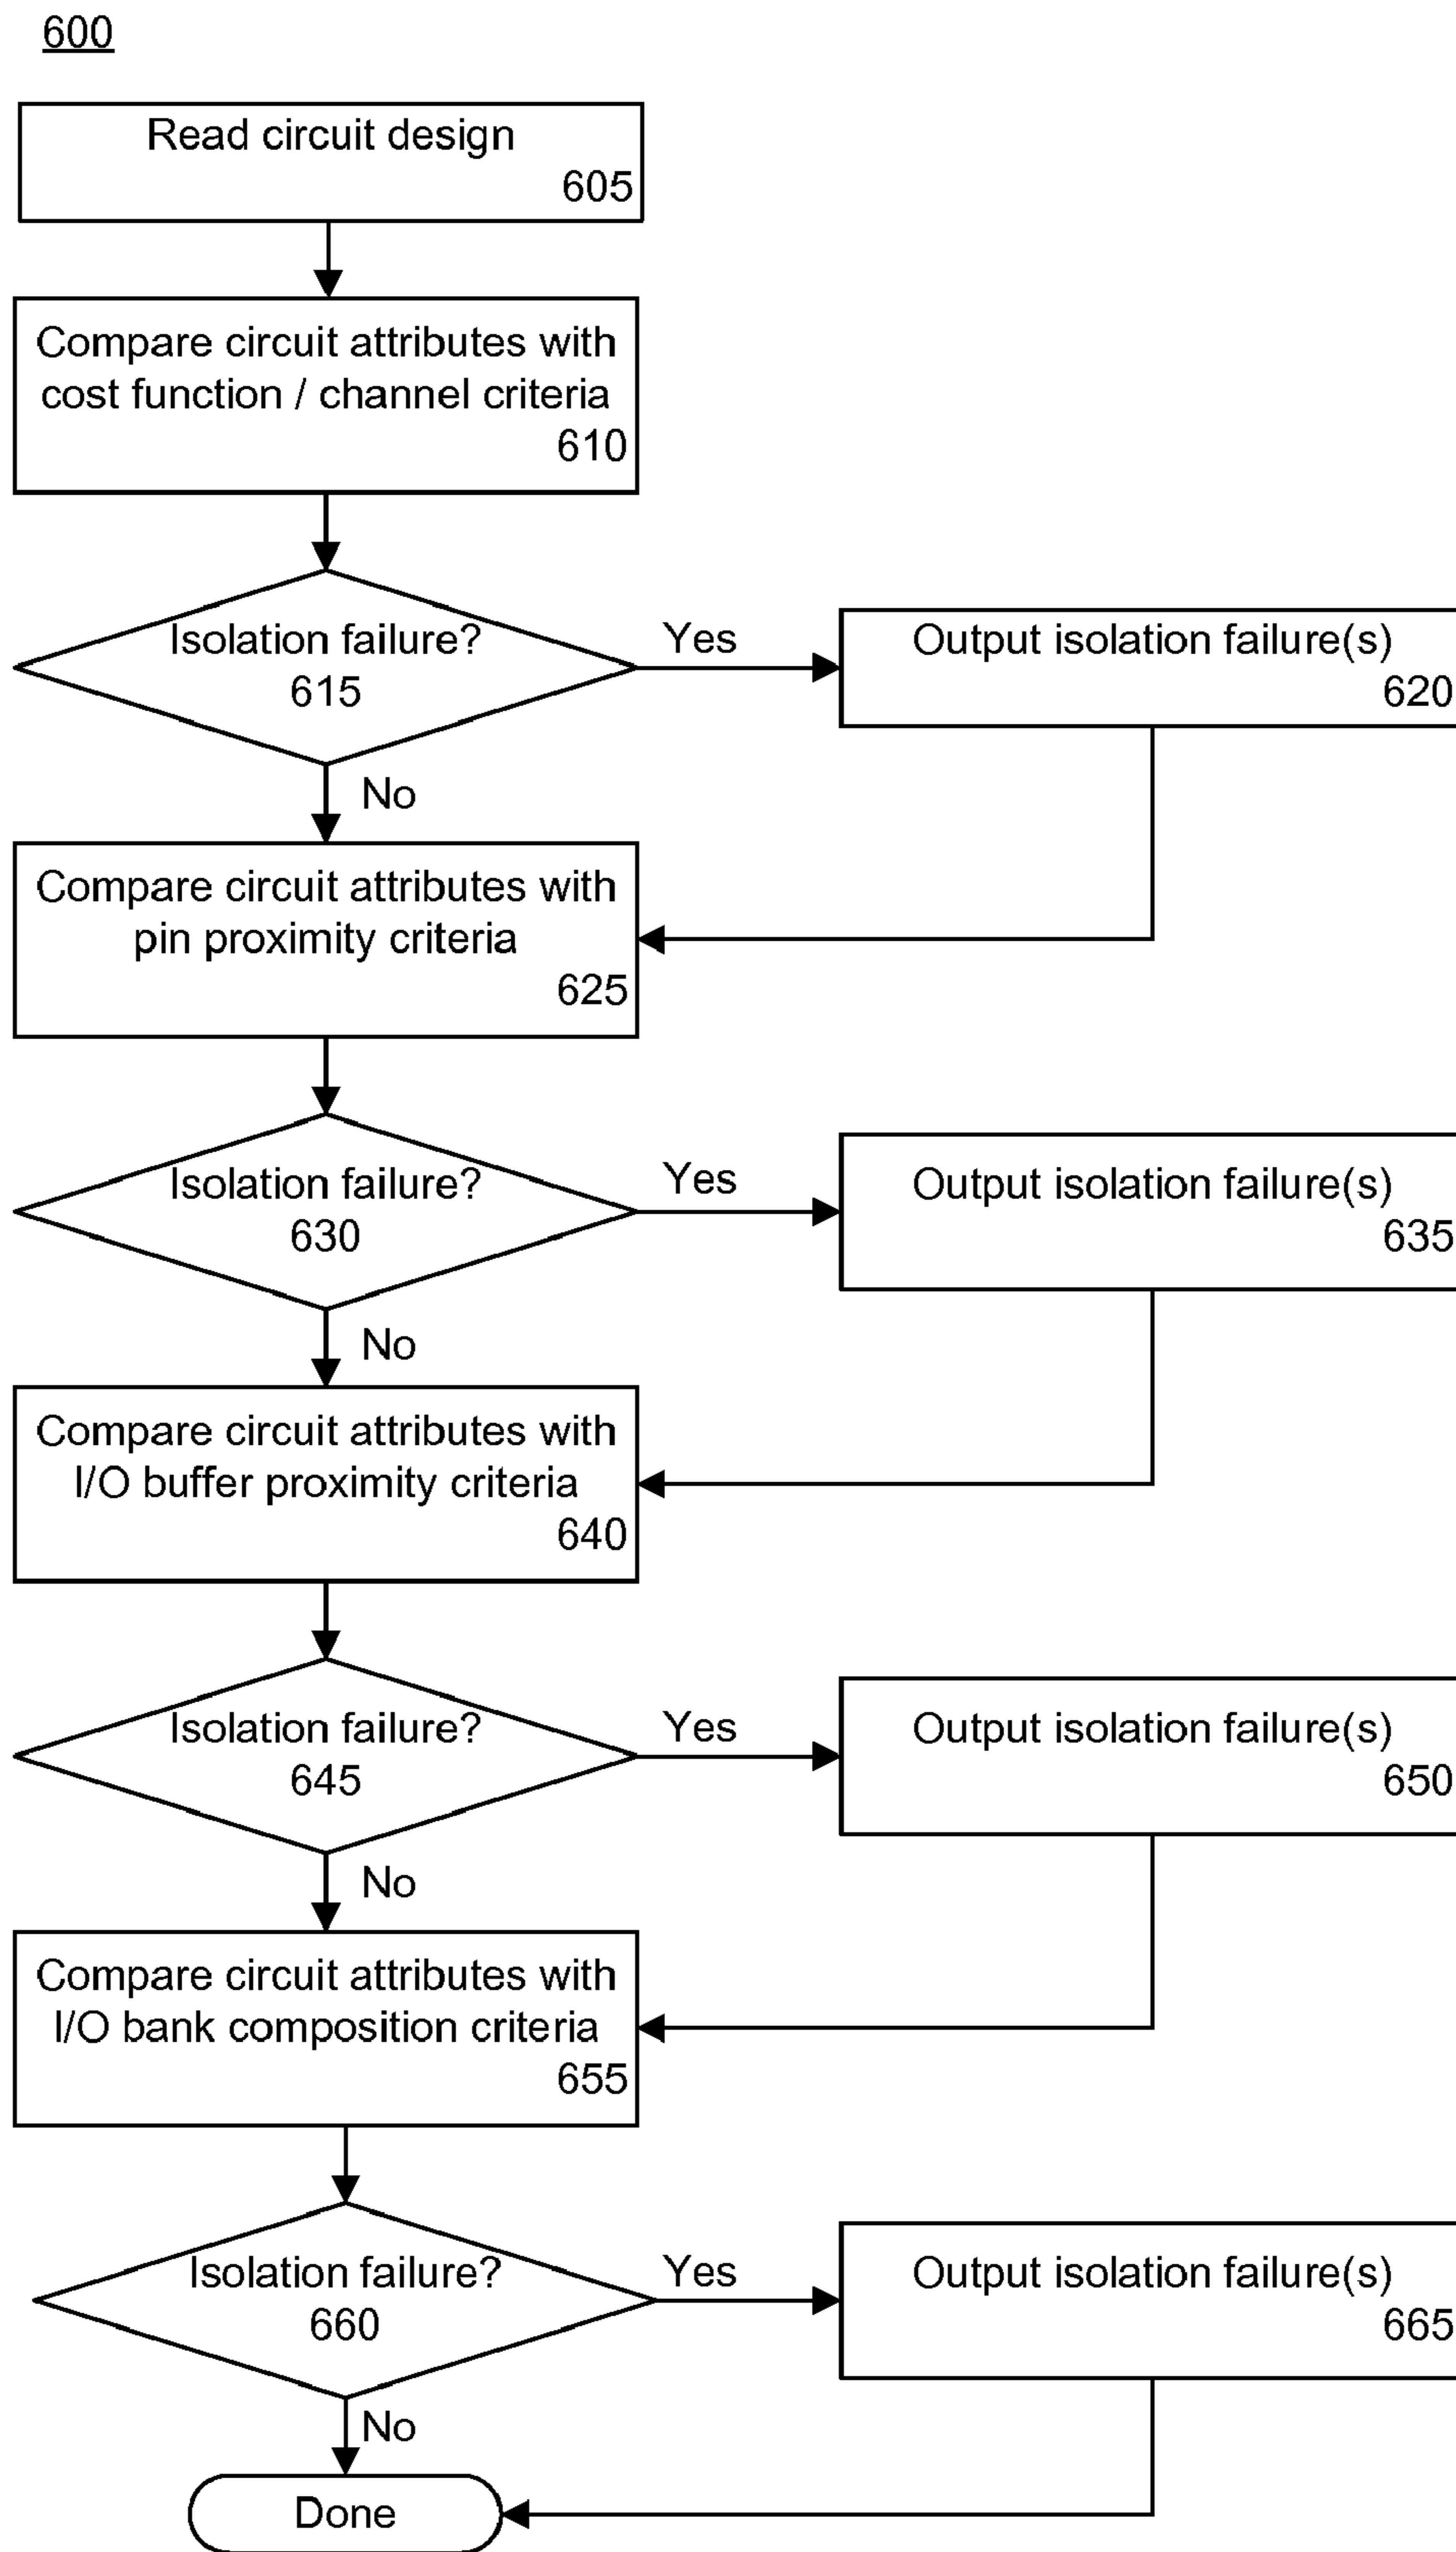 600
Read circuit design
605
Compare circuit attributes with
cost function / channel criteria
610
Isolation failure?
615
Yes
Output isolation failure(s)
620
No
Compare circuit attributes with
pin proximity criteria
625
Isolation failure?
630
Yes
Output isolation failure(s)
635
No
Compare circuit attributes with
I/O buffer proximity criteria
640
Isolation failure?
645
Yes
Output isolation failure(s)
650
No
Compare circuit attributes with
I/O bank composition criteria
655
Isolation failure?
660
Yes
Output isolation failure(s)
665
No
Done